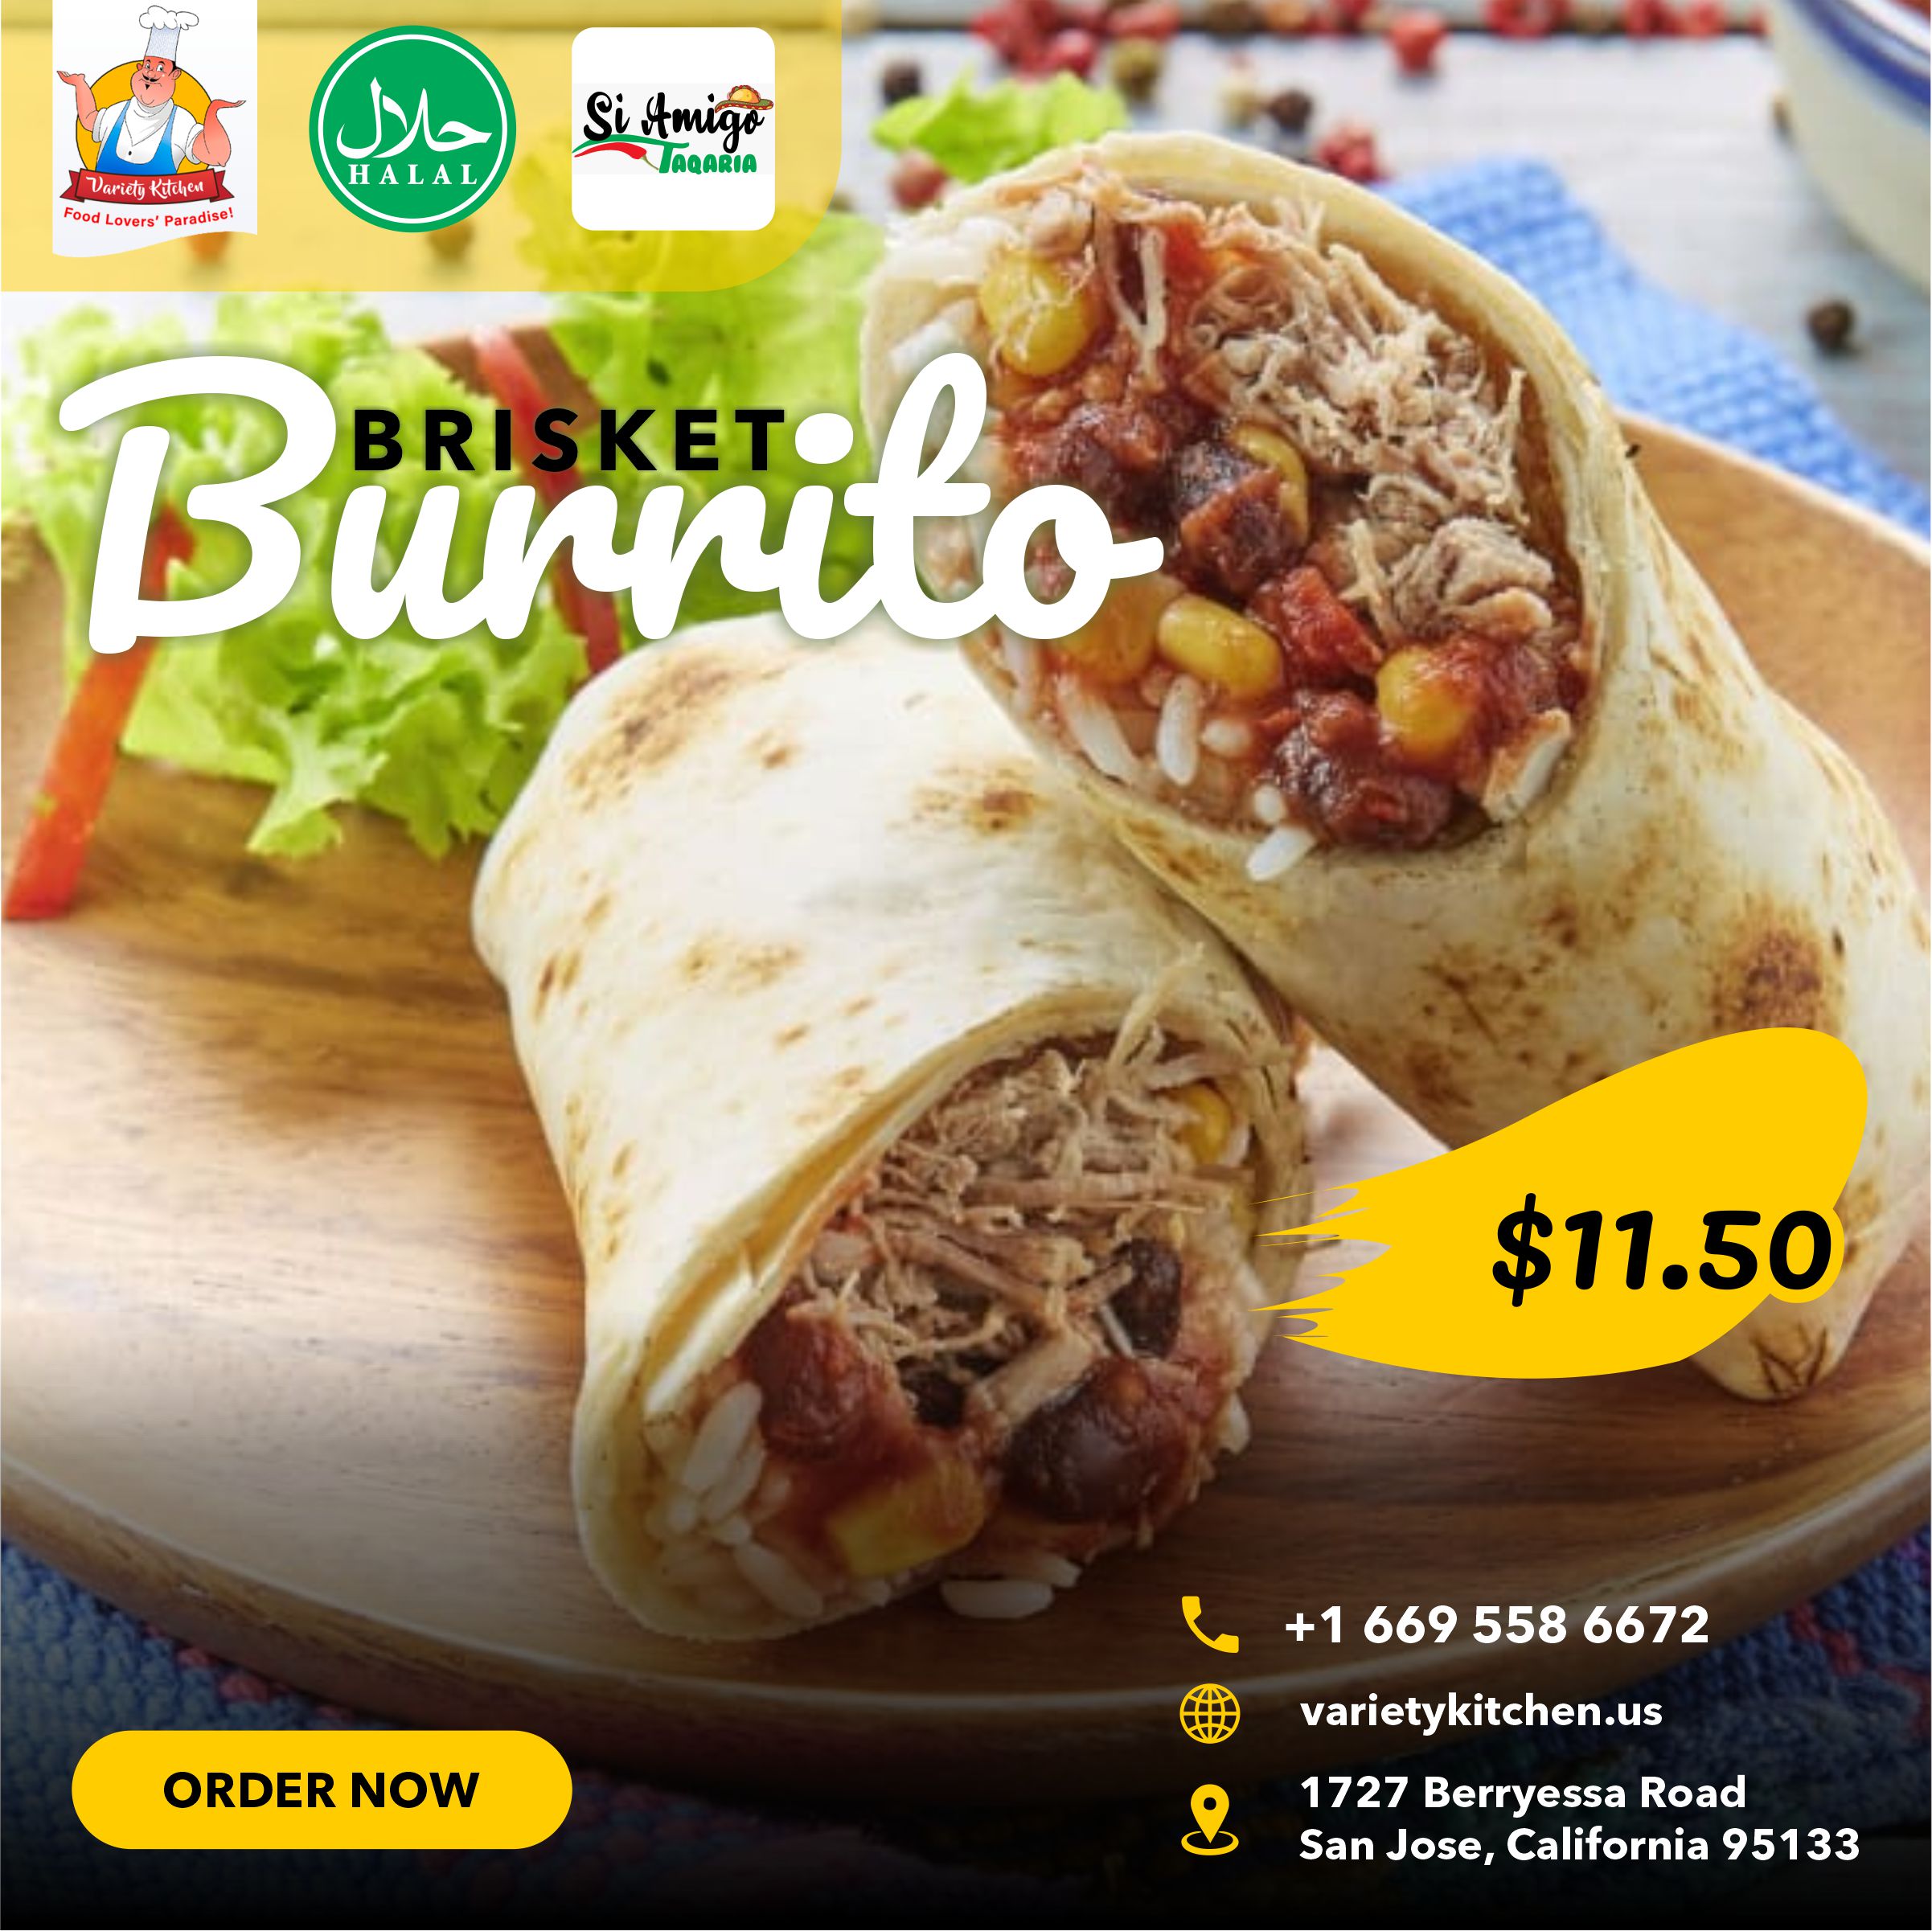 Variety Kitchen
Food Lovers' Paradise!
حلال
HALAL
Si Amigo
TAQARIA
BRISKET
Burrito
$11.50
+1 669 558 6672
varietykitchen.us
1727 Berryessa Road
San Jose, California 95133
ORDER NOW